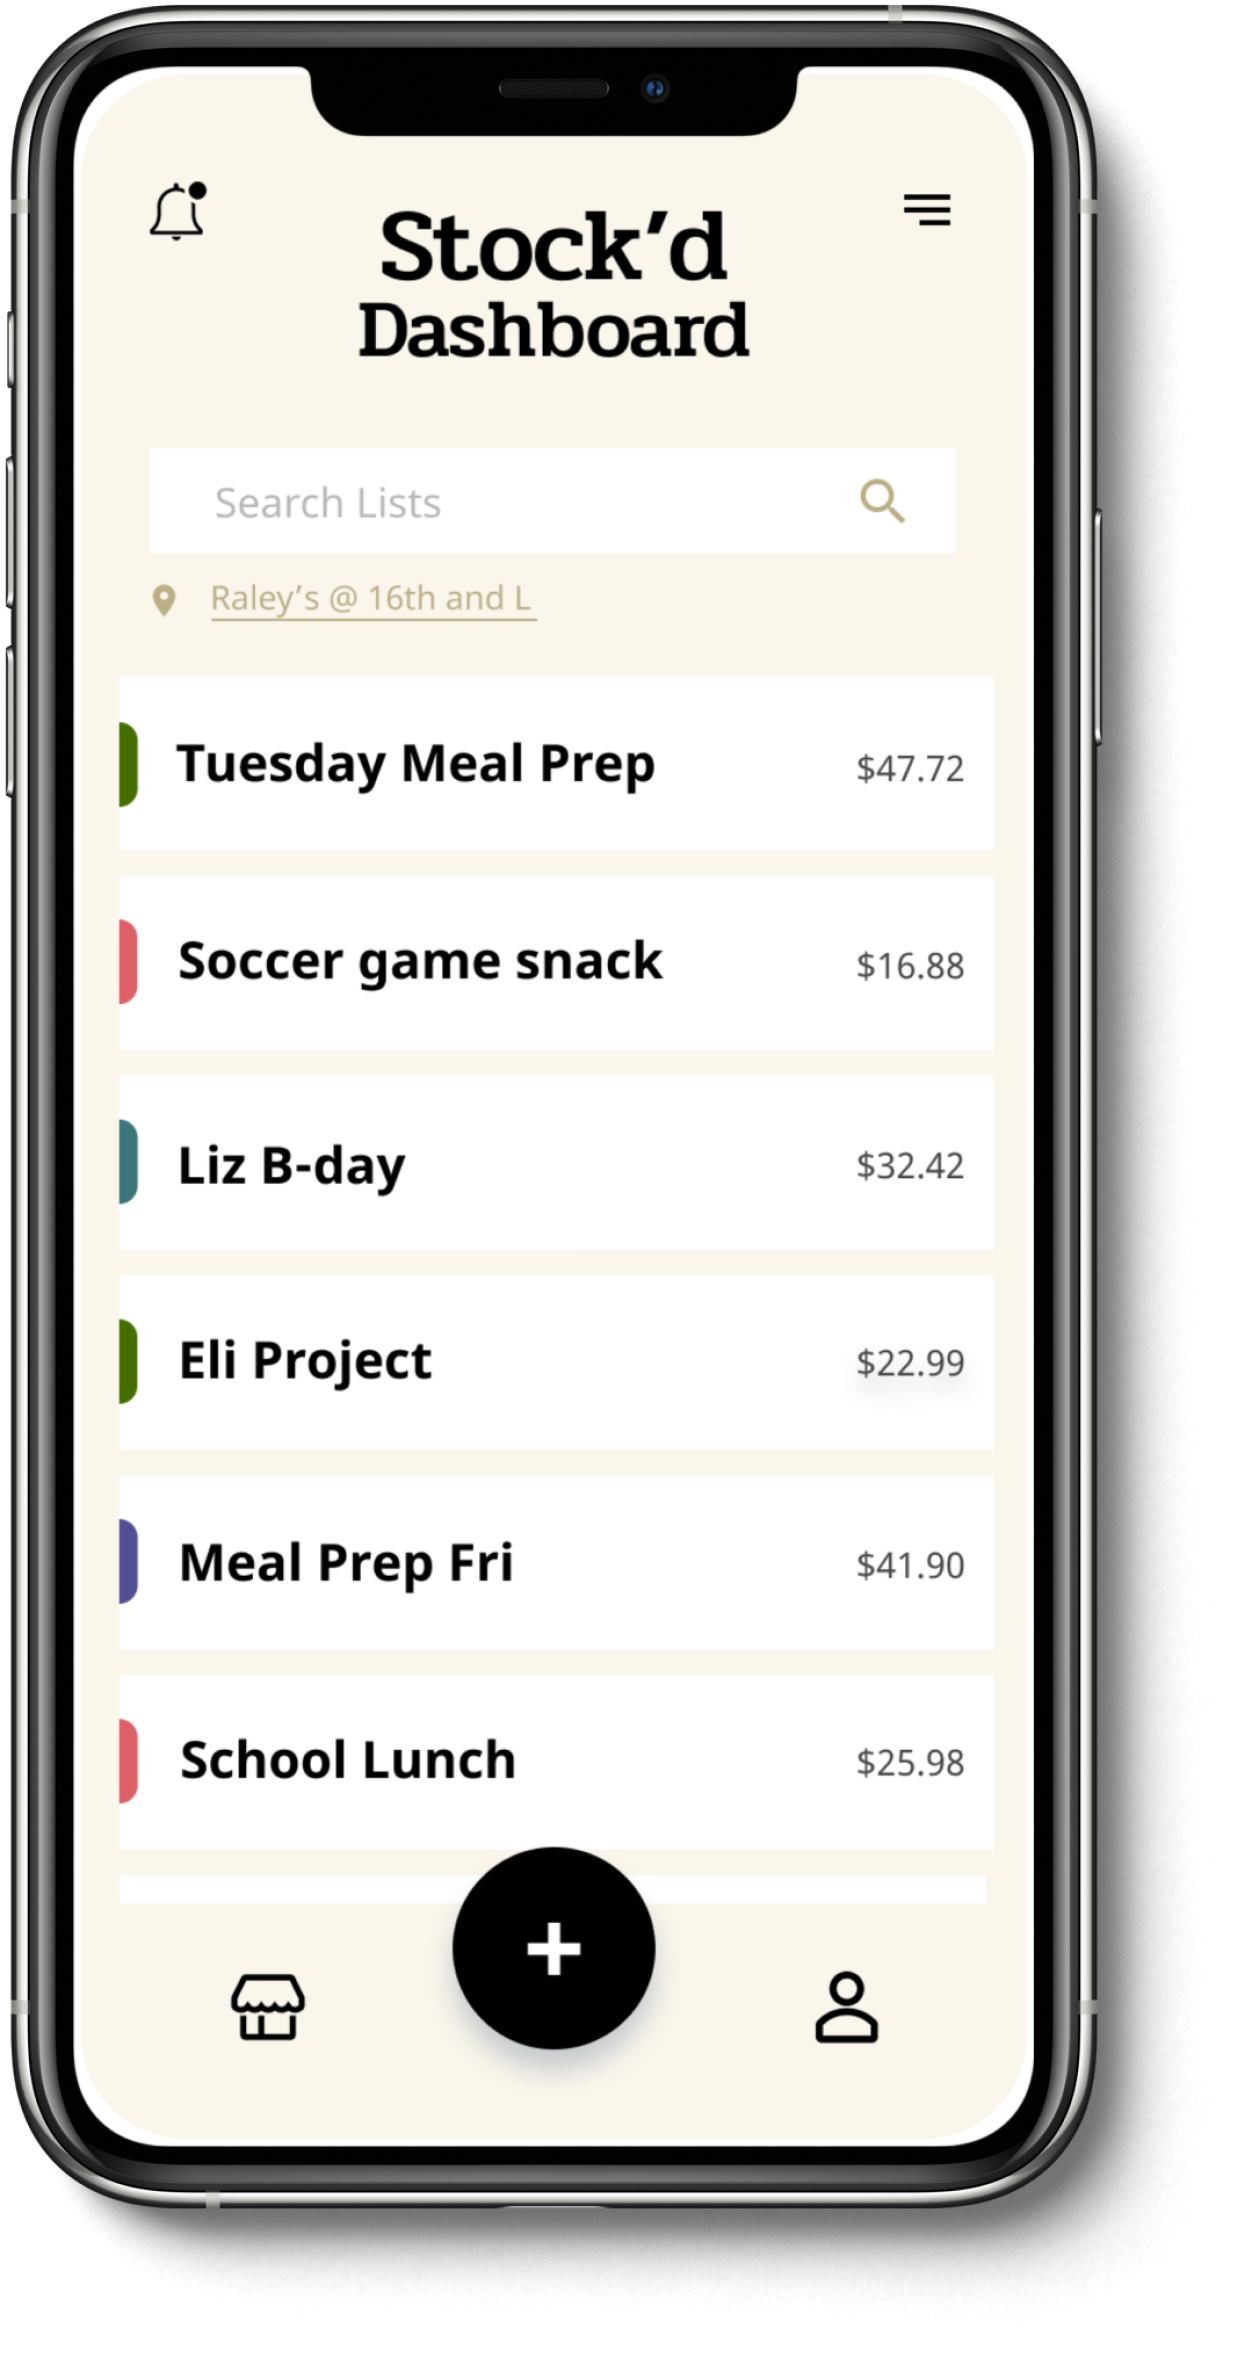 Stock’d
Dashboard
Search Lists
Raley’s @ 16th and L
Tuesday Meal Prep
$47.72
Soccer game snack
$16.88
Liz B-day
$32.42
Eli Project
$22.99
Meal Prep Fri
$41.90
School Lunch
$25.98
+